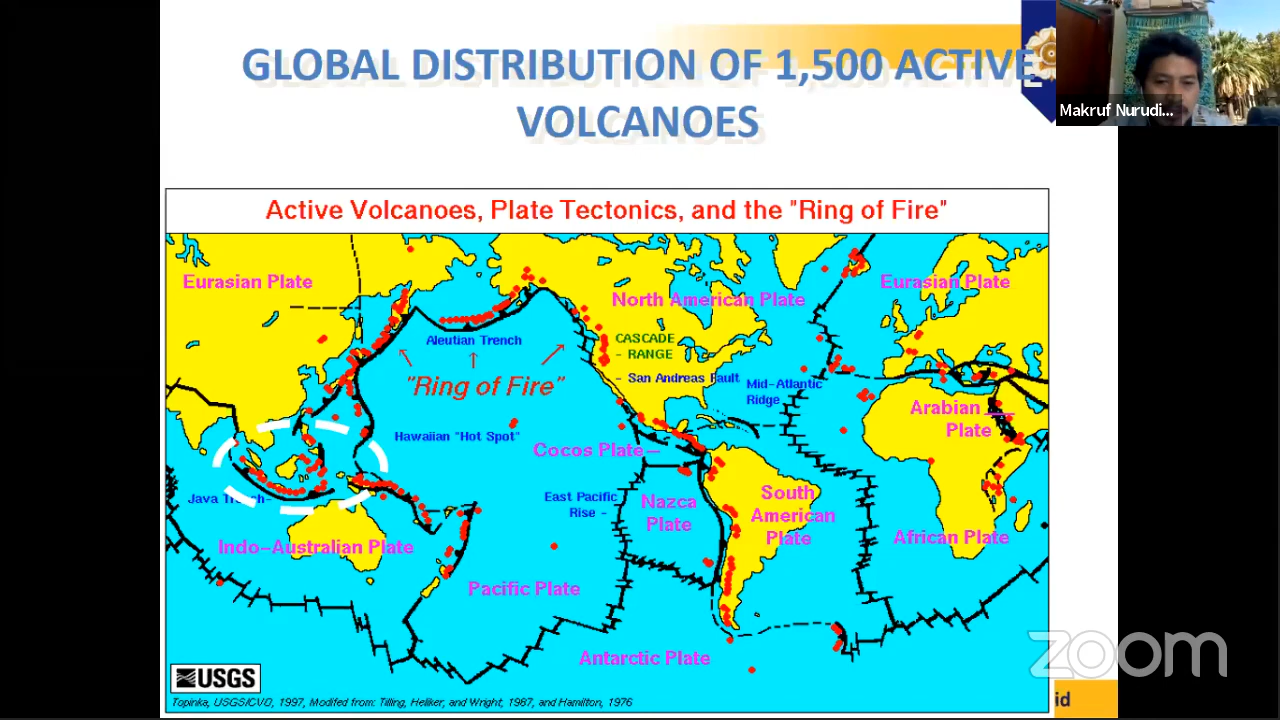 GLOBAL DISTRIBUTION OF 1,500 ACTIVE
VOLCANOES
Makruf Nurudi...
Active Volcanoes, Plate Tectonics, and the "Ring of Fire"
Eurasian Plate
North American Plate
Eurasian Plate
Aleutian Trench
CASCADE
- RANGE
"Ring of Fire"
- San Andreas Fault
Mid-Atlantic
Ridge
Arabian
Plate
Hawaiian "Hot Spot"
Cocos Plate
Java Trench
East Pacific
Rise -
Nazca
Plate
South
American
Plate
African Plate
Indo-Australian Plate
Pacific Plate
Antarctic Plate
USGS
Topinka, USGS/CVO, 1997, Modifed from: Tilling, Heliker, and Wright, 1987, and Hamilton, 1976
zoom
id